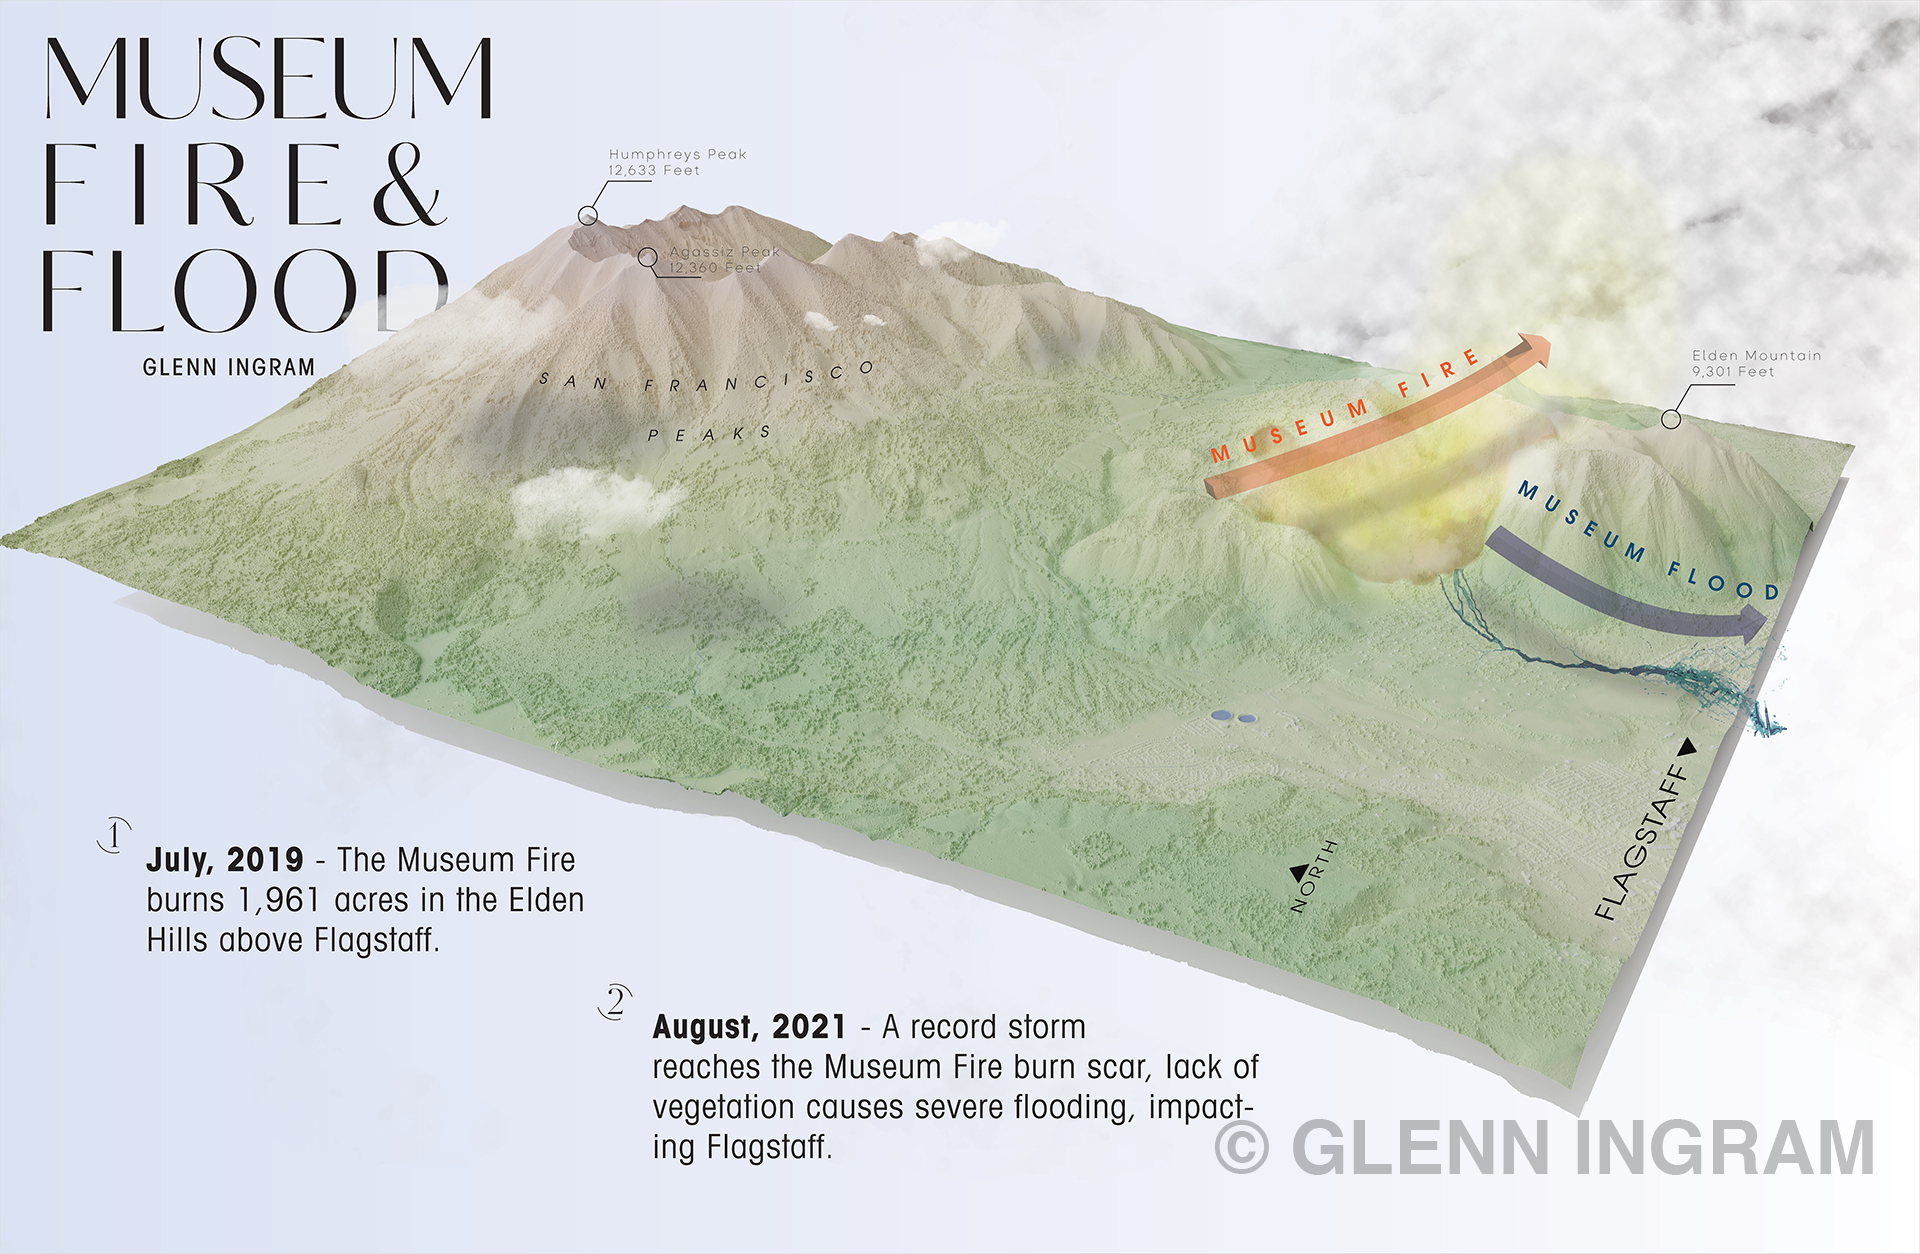 MUSEUM
FIRE &
FLOOD
GLENN INGRAM
Humphreys Peak
12,633 Feet
Agassiz Peak
12,360 Feet
SAN FRANCISCO
PEAKS
MUSEUM FIRE
Elden Mountain
9,301 Feet
MUSEUM FLOOD
FLAGSTAFF
NORTH
1
July, 2019 - The Museum Fire
burns 1,961 acres in the Elden
Hills above Flagstaff.
2
August, 2021 - A record storm
reaches the Museum Fire burn scar, lack of
vegetation causes severe flooding, impact-
ing Flagstaff.
© GLENN INGRAM